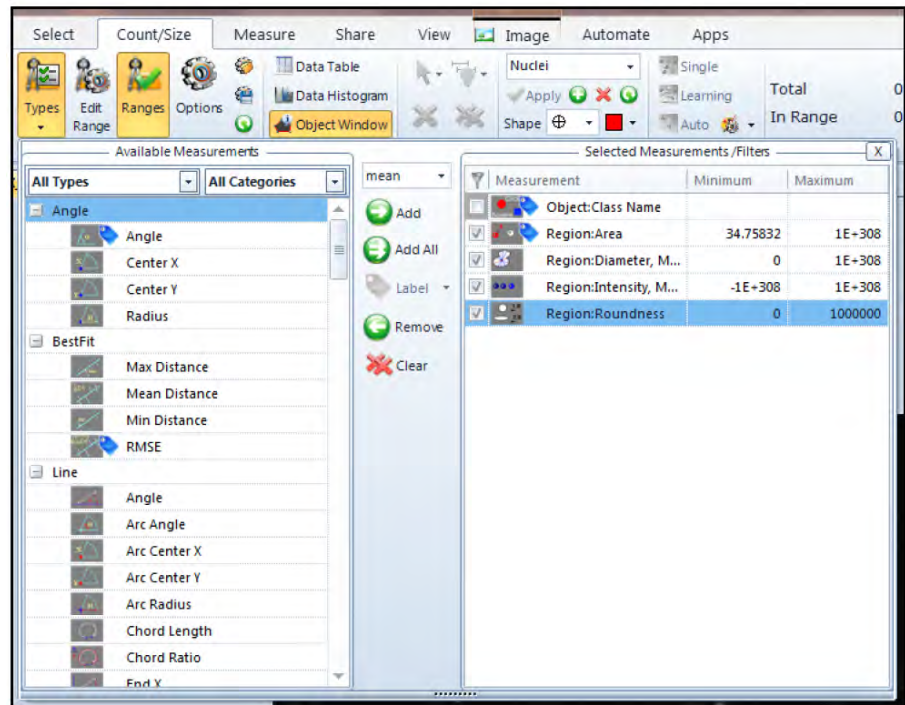 Select Count/Size Measure Share View Image Automate Apps
Types
Edit Range
Ranges
Options
Data Table
Data Histogram
Object Window
Nuclei
Apply
Shape
Single
Learning
Auto
Total 0
In Range 0
Available Measurements
All Types All Categories
Angle
Angle
Center X
Center Y
Radius
BestFit
Max Distance
Mean Distance
Min Distance
RMSE
Line
Angle
Arc Angle
Arc Center X
Arc Center Y
Arc Radius
Chord Length
Chord Ratio
End X
mean
Add
Add All
Label
Remove
Clear
Selected Measurements/Filters X
Measurement Minimum Maximum
Object:Class Name
Region:Area 34.75832 1E+308
Region:Diameter, M... 0 1E+308
Region:Intensity, M... -1E+308 1E+308
Region:Roundness 0 1000000